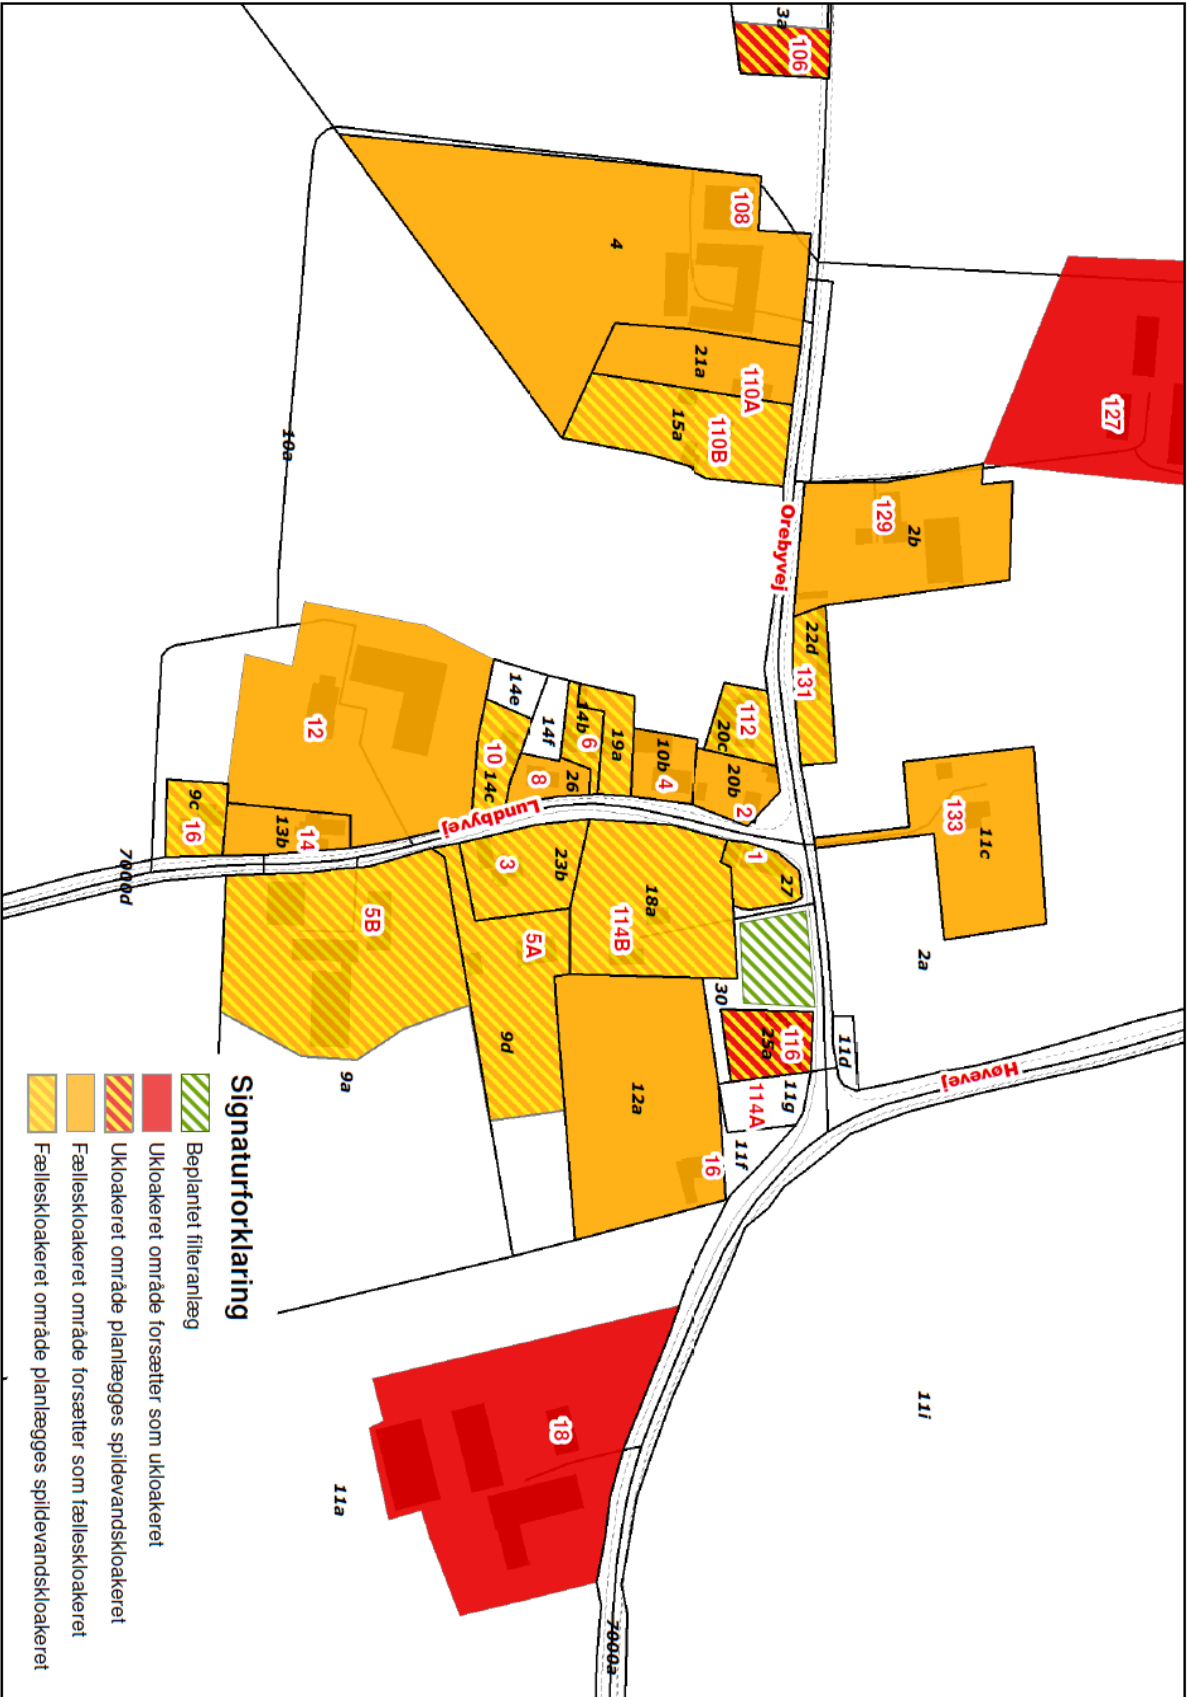 3a
106
108
4
21a
110A
15a
110B
127
129
2b
Orebyvej
22d
131
112
20c
20b
2
133
11c
2a
10a
12
14e
14f
14b
6
19a
10b
4
10
14c
8
26
Lundbyvej
9c
16
13b
14
7000d
1
27
3
23b
18a
114B
5A
5B
9d
9a
30
116
25a
11d
Høvevej
11g
114A
11f
12a
16
11i
18
11a
7000a
Signaturforklaring
Beplantet filteranlæg
Ukloakeret område forsætter som ukloakeret
Ukloakeret område planlægges spildevandskloakeret
Fælleskloakeret område forsætter som fælleskloakeret
Fælleskloakeret område planlægges spildevandskloakeret